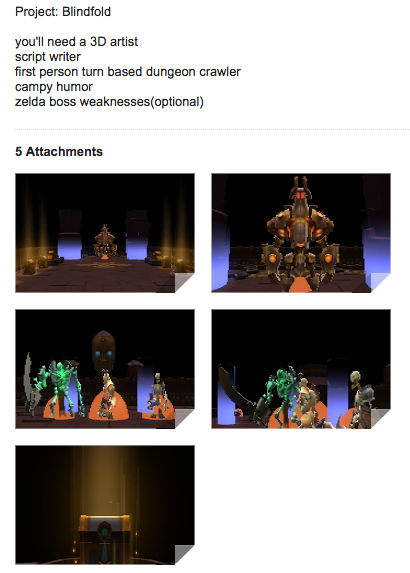 Project: Blindfold
you'll need a 3D artist
script writer
first person turn based dungeon crawler
campy humor
zelda boss weaknesses(optional)
5 Attachments